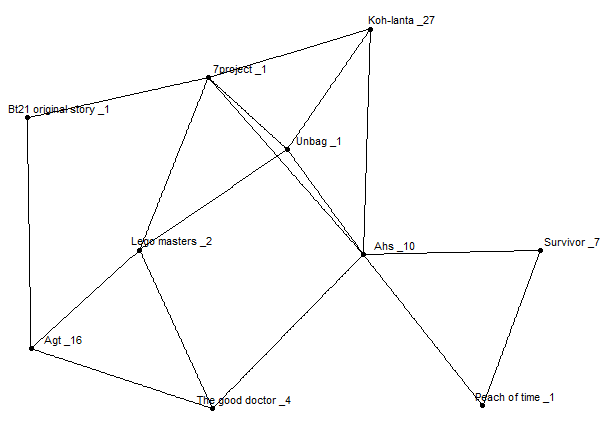 Koh-lanta _27
7project _1
Bt21 original story _1
Unbag _1
Lego masters _2
Ahs _10
Survivor _7
Agt _16
The good doctor _4
Peach of time _1